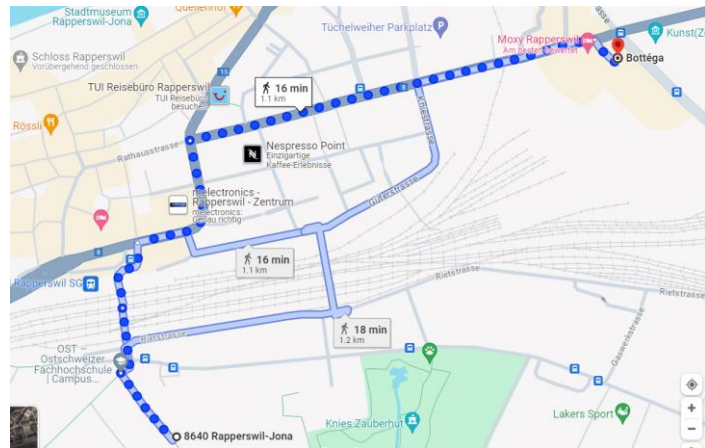 Stadtmuseum
Rapperswil-Jona
Quellenhof
Tüchelweiher Parkplatz
Moxy Rapperswil
Am besten bewertet
Kunst(Z
Bottéga
Schloss Rapperswil
Vorübergehend geschlossen
TUI Reisebüro Rapperswil
TUI Reisebüro
besuchen
15
16 min
1.1 km
8
Kniestrasse
Rössli
Rathausstrasse
N
Nespresso Point
Einzigartige
Kaffee-Erlebnisse
melectronics -
Rapperswil - Zentrum
melectronics:
Genau richtig
Güterstrasse
8
16 min
1.1 km
Rapperswil SG
Rietstrasse
Rietstrasse
18 min
1.2 km
Rietstrasse
Gaswerkstrasse
OST –
Ostschweizer
Fachhochschule
| Campus...
Knies Zauberhut
Lakers Sport
8640 Rapperswil-Jona
+
−